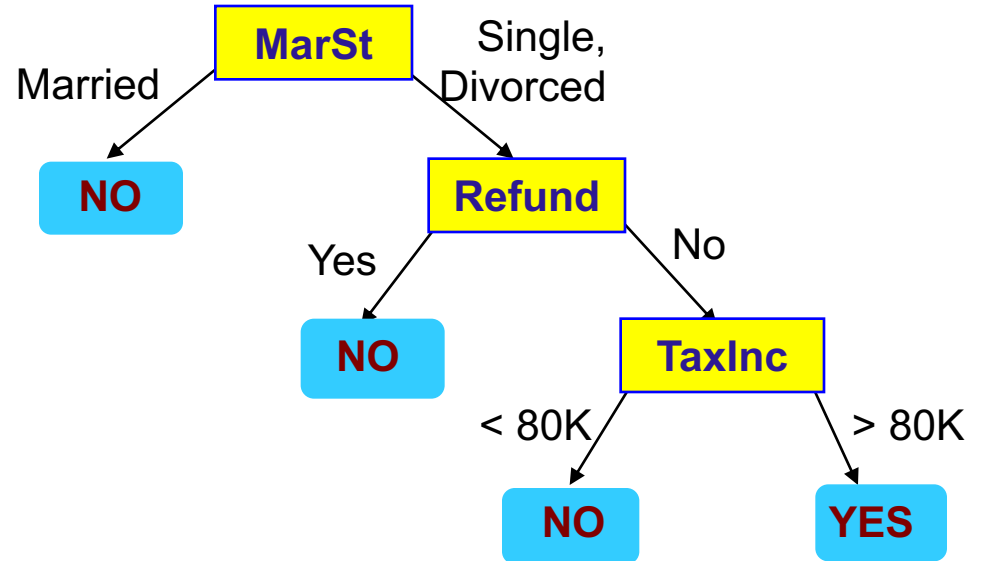 MarSt
Single,
Divorced
Married
NO
Refund
Yes
No
NO
TaxInc
< 80K
> 80K
NO
YES